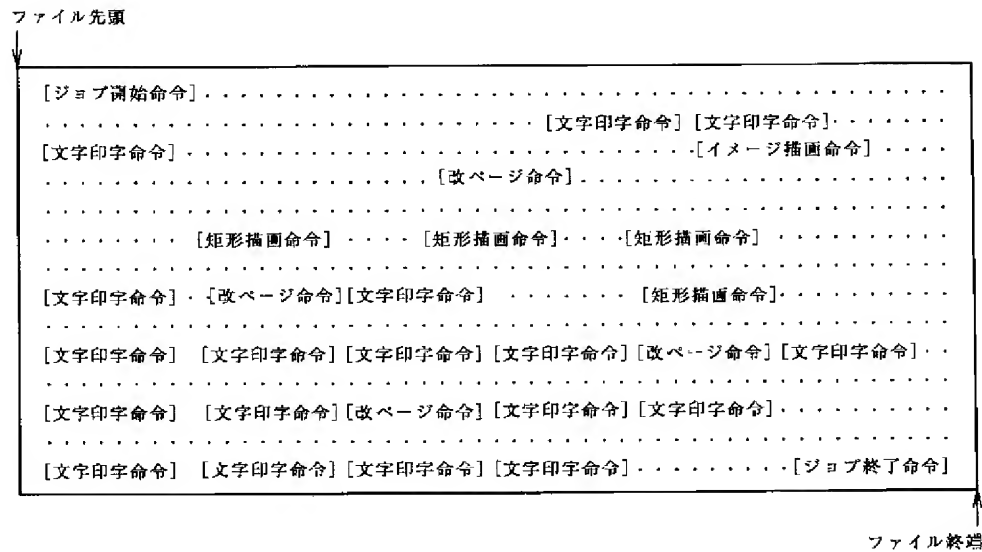 ファイル先頭
[ジョブ開始命令]. . . . . . . . . . . . . . . . . . . . . . . . . . . . . . . . . . . . . . . . . . . .
. . . . . . . . . . . . . . . . . . . . . . . . . . . . . [文字印字命令] [文字印字命令]. . . . . . .
[文字印字命令] . . . . . . . . . . . . . . . . . . . . . . . . . . . . . .[イメージ描画命令] . . . .
. . . . . . . . . . . . . . . . . . . . . . .[改ページ命令]. . . . . . . . . . . . . . . . . . . . . .
. . . . . . . . . . . . . . . . . . . . . . . . . . . . . . . . . . . . . . . . . . . . . . . . . . . . .
. . . . . . . . [矩形描画命令] . . . . [矩形描画命令]. . . .[矩形描画命令] . . . . . . . . . .
. . . . . . . . . . . . . . . . . . . . . . . . . . . . . . . . . . . . . . . . . . . . . . . . . . . . .
[文字印字命令] . [改ページ命令][文字印字命令] . . . . . . . [矩形描画命令]. . . . . . . . . .
. . . . . . . . . . . . . . . . . . . . . . . . . . . . . . . . . . . . . . . . . . . . . . . . . . . . .
[文字印字命令] [文字印字命令][文字印字命令][文字印字命令][改ページ命令][文字印字命令]. .
. . . . . . . . . . . . . . . . . . . . . . . . . . . . . . . . . . . . . . . . . . . . . . . . . . . . .
[文字印字命令] [文字印字命令][改ページ命令][文字印字命令][文字印字命令]. . . . . . . . . .
. . . . . . . . . . . . . . . . . . . . . . . . . . . . . . . . . . . . . . . . . . . . . . . . . . . . .
[文字印字命令] [文字印字命令][文字印字命令][文字印字命令]. . . . . . . . .[ジョブ終了命令]
ファイル終端